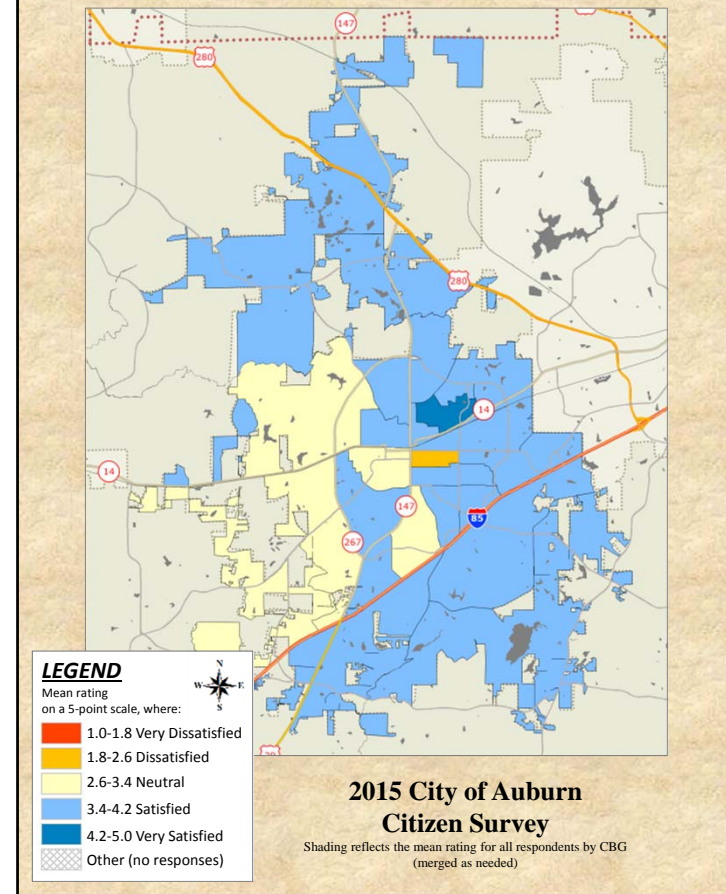 147
280
280
14
14
147
85
267
LEGEND
N
W E
S
Mean rating
on a 5-point scale, where:
1.0-1.8 Very Dissatisfied
1.8-2.6 Dissatisfied
2.6-3.4 Neutral
3.4-4.2 Satisfied
4.2-5.0 Very Satisfied
Other (no responses)
2015 City of Auburn
Citizen Survey
Shading reflects the mean rating for all respondents by CBG
(merged as needed)